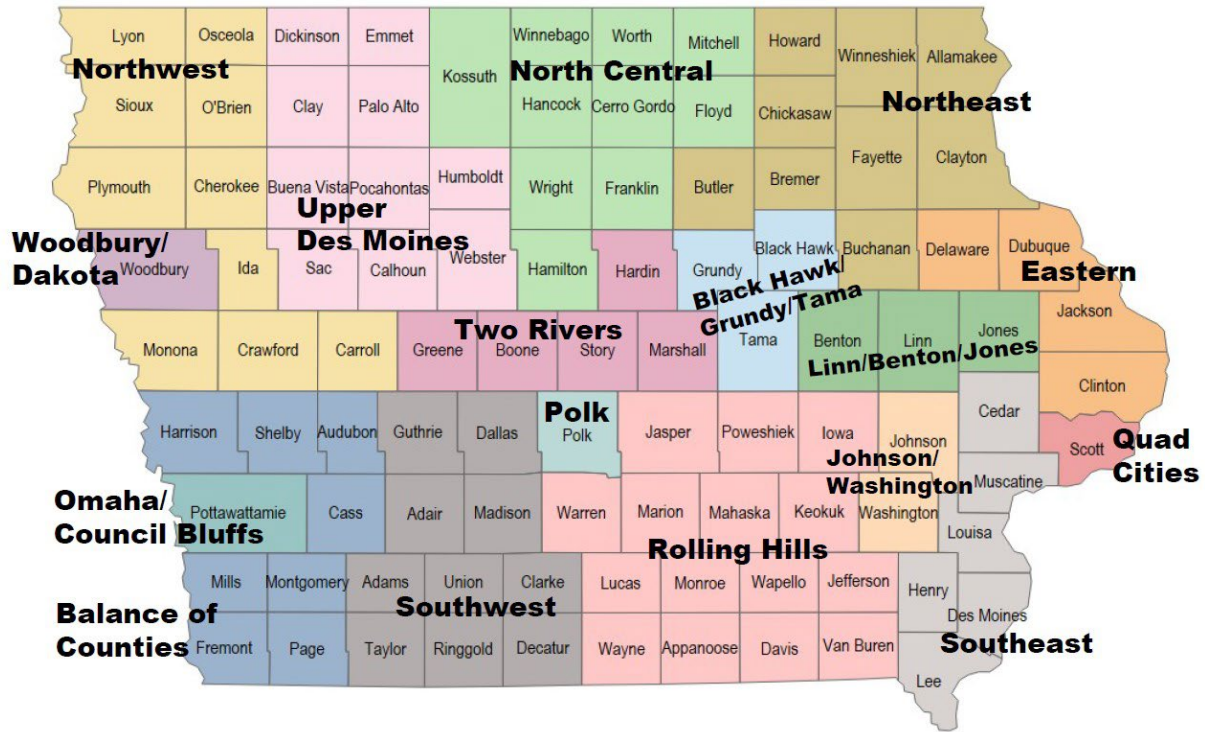 Lyon
Osceola
Dickinson
Emmet
Kossuth
Winnebago
Worth
Mitchell
Howard
Winneshiek
Allamakee
Northwest
North Central
Northeast
Sioux
O'Brien
Clay
Palo Alto
Hancock
Cerro Gordo
Floyd
Chickasaw
Fayette
Clayton
Plymouth
Cherokee
Buena Vista
Pocahontas
Humboldt
Wright
Franklin
Butler
Bremer
Upper
Des Moines
Woodbury/
Dakota
Woodbury
Ida
Sac
Calhoun
Webster
Hamilton
Hardin
Grundy
Black Hawk
Buchanan
Delaware
Dubuque
Eastern
Black Hawk/
Grundy/Tama
Two Rivers
Monona
Crawford
Carroll
Greene
Boone
Story
Marshall
Tama
Benton
Linn
Jones
Jackson
Linn/Benton/Jones
Clinton
Harrison
Shelby
Audubon
Guthrie
Dallas
Polk
Polk
Jasper
Poweshiek
Iowa
Johnson
Cedar
Scott
Quad
Cities
Johnson/
Washington
Muscatine
Omaha/
Council Bluffs
Pottawattamie
Cass
Adair
Madison
Warren
Marion
Mahaska
Keokuk
Washington
Louisa
Rolling Hills
Mills
Montgomery
Adams
Union
Clarke
Lucas
Monroe
Wapello
Jefferson
Henry
Des Moines
Balance of
Counties
Southwest
Southeast
Fremont
Page
Taylor
Ringgold
Decatur
Wayne
Appanoose
Davis
Van Buren
Lee